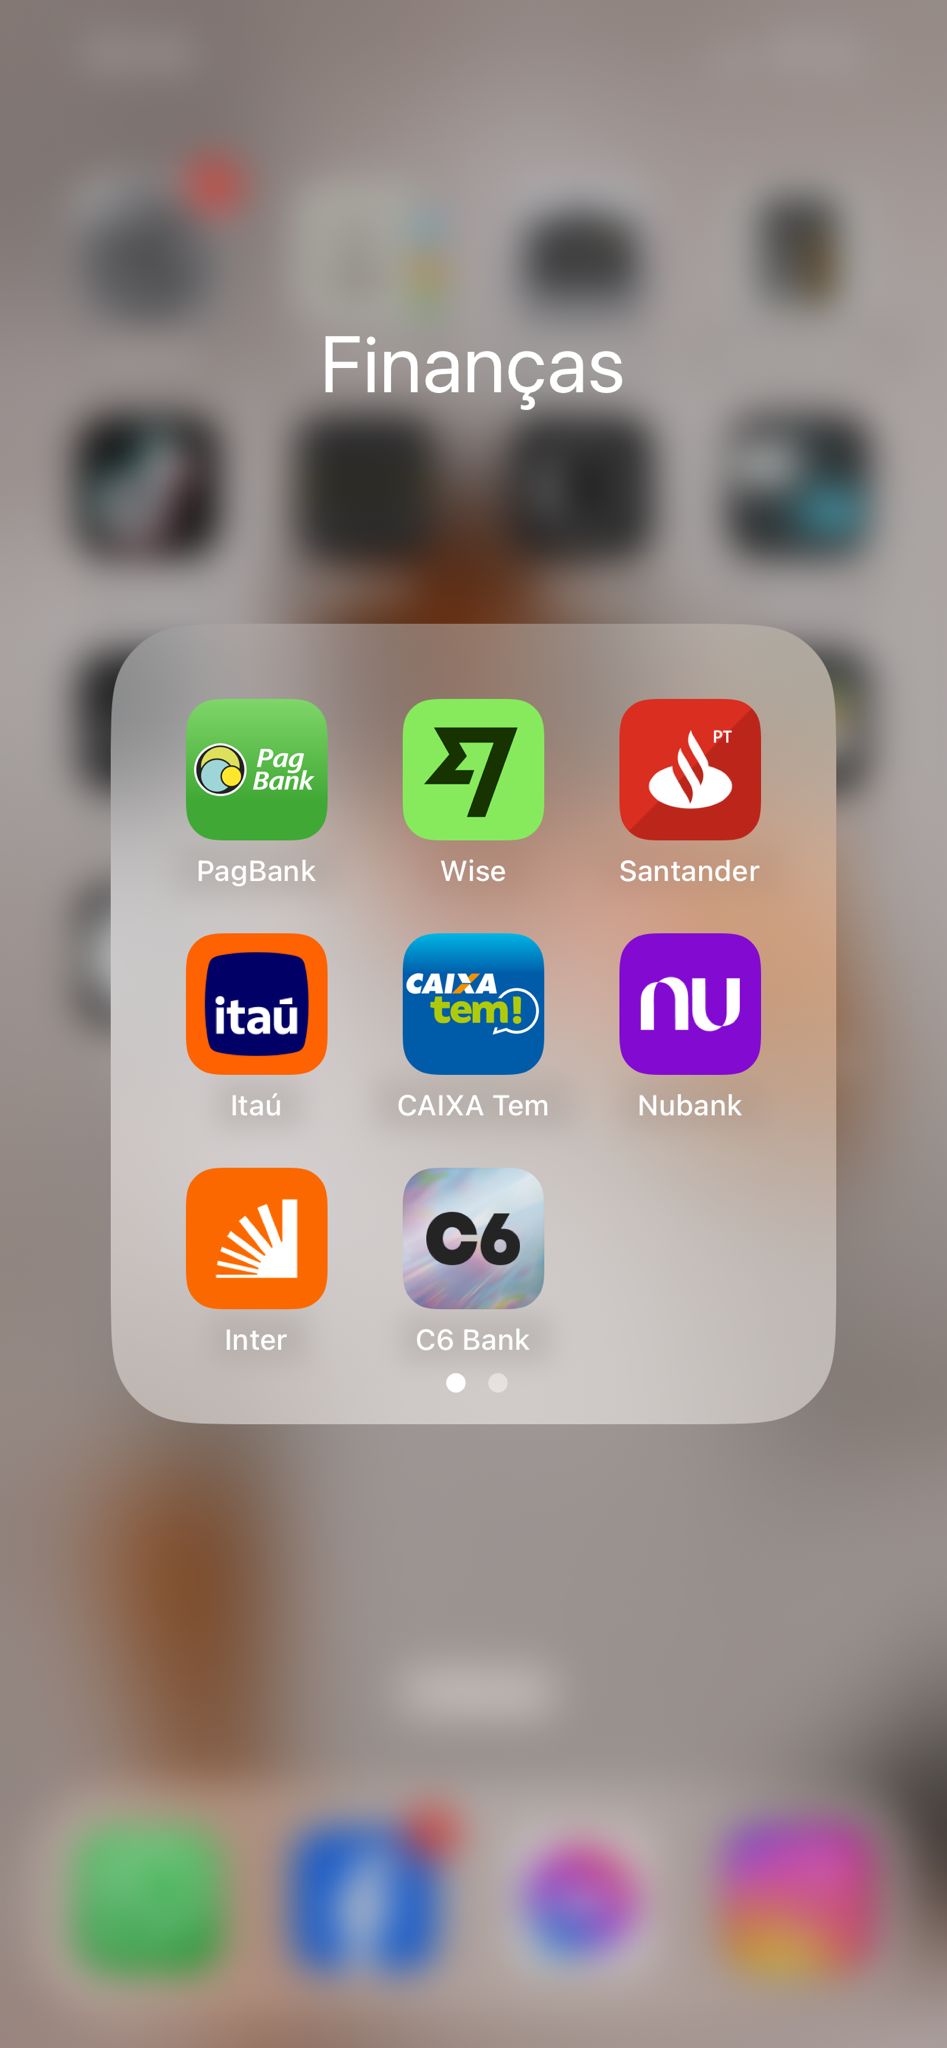 Finanças
Pag
Bank
PT
PagBank
Wise
Santander
itaú
CAIXA
tem!
nu
Itaú
CAIXA Tem
Nubank
C6
Inter
C6 Bank